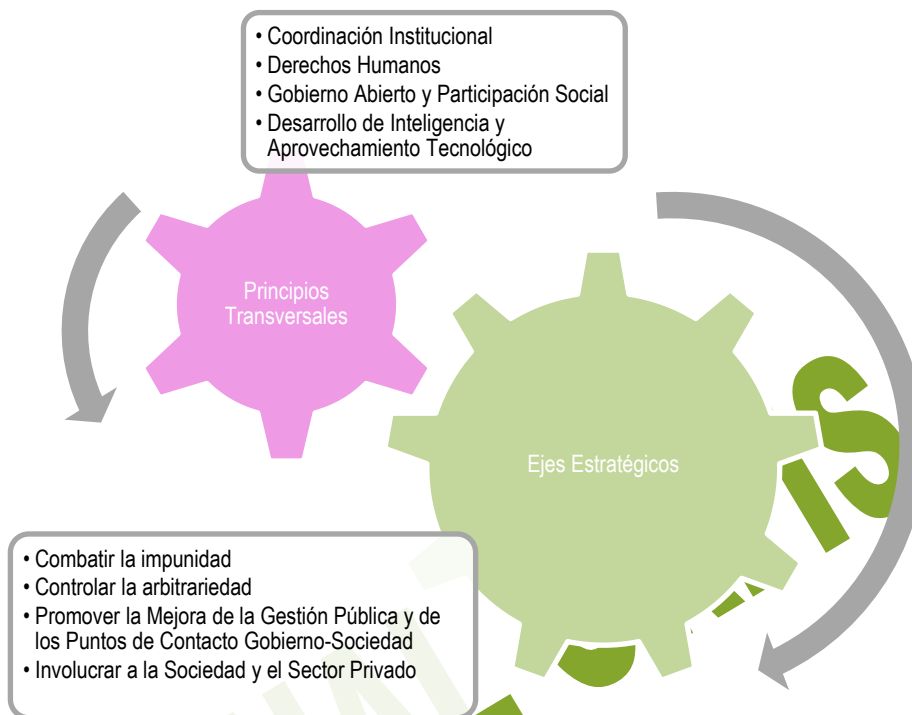 • Coordinación Institucional
• Derechos Humanos
• Gobierno Abierto y Participación Social
• Desarrollo de Inteligencia y
Aprovechamiento Tecnológico
Principios
Transversales
Ejes Estratégicos
• Combatir la impunidad
• Controlar la arbitrariedad
• Promover la Mejora de la Gestión Pública y de
los Puntos de Contacto Gobierno-Sociedad
• Involucrar a la Sociedad y el Sector Privado